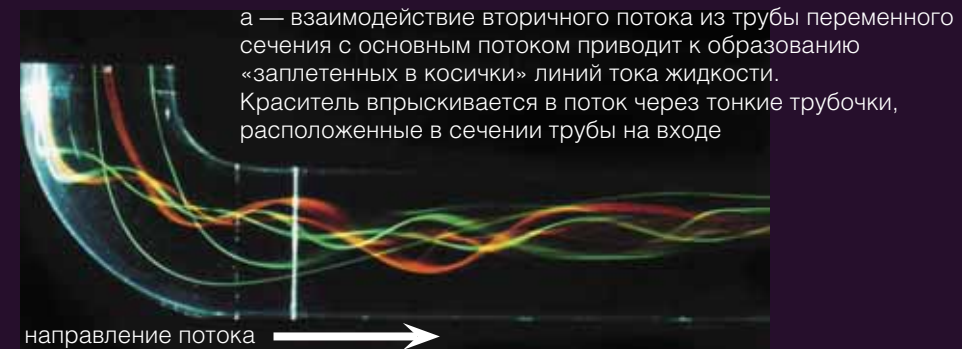 а — взаимодействие вторичного потока из трубы переменного
сечения с основным потоком приводит к образованию
«заплетенных в косички» линий тока жидкости.
Краситель впрыскивается в поток через тонкие трубочки,
расположенные в сечении трубы на входе
направление потока